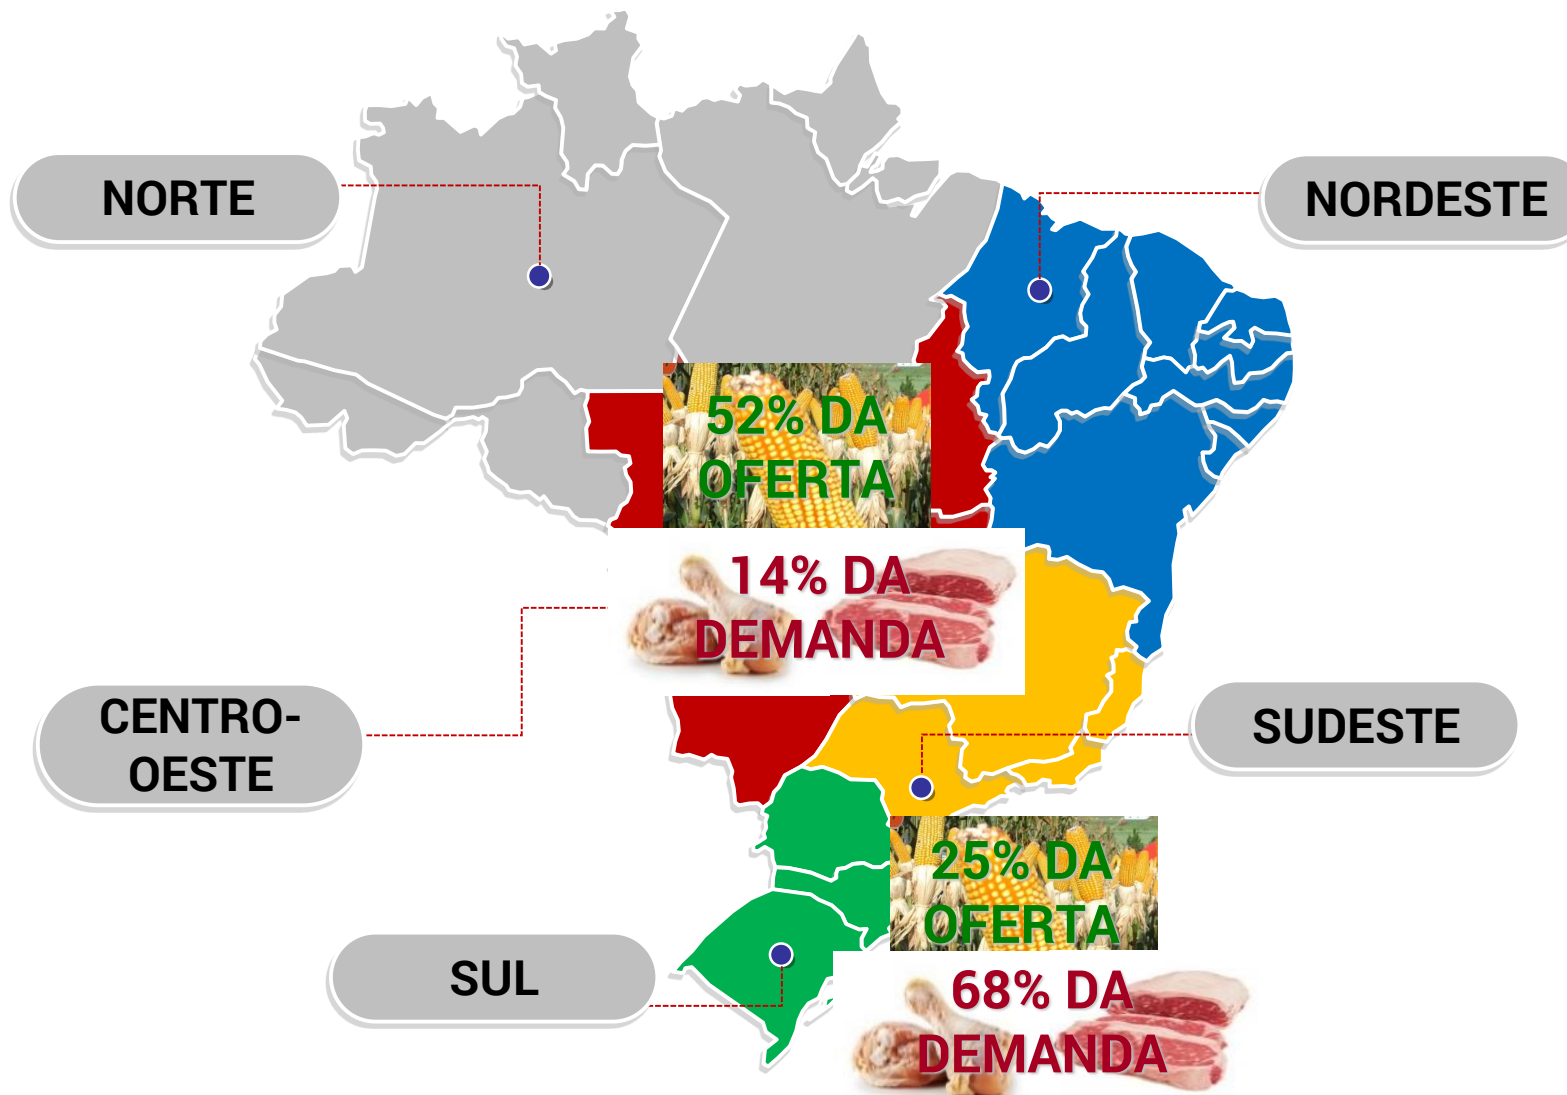 NORTE
NORDESTE
52% DA
OFERTA
14% DA
DEMANDA
CENTRO-
OESTE
SUDESTE
25% DA
OFERTA
SUL
68% DA
DEMANDA